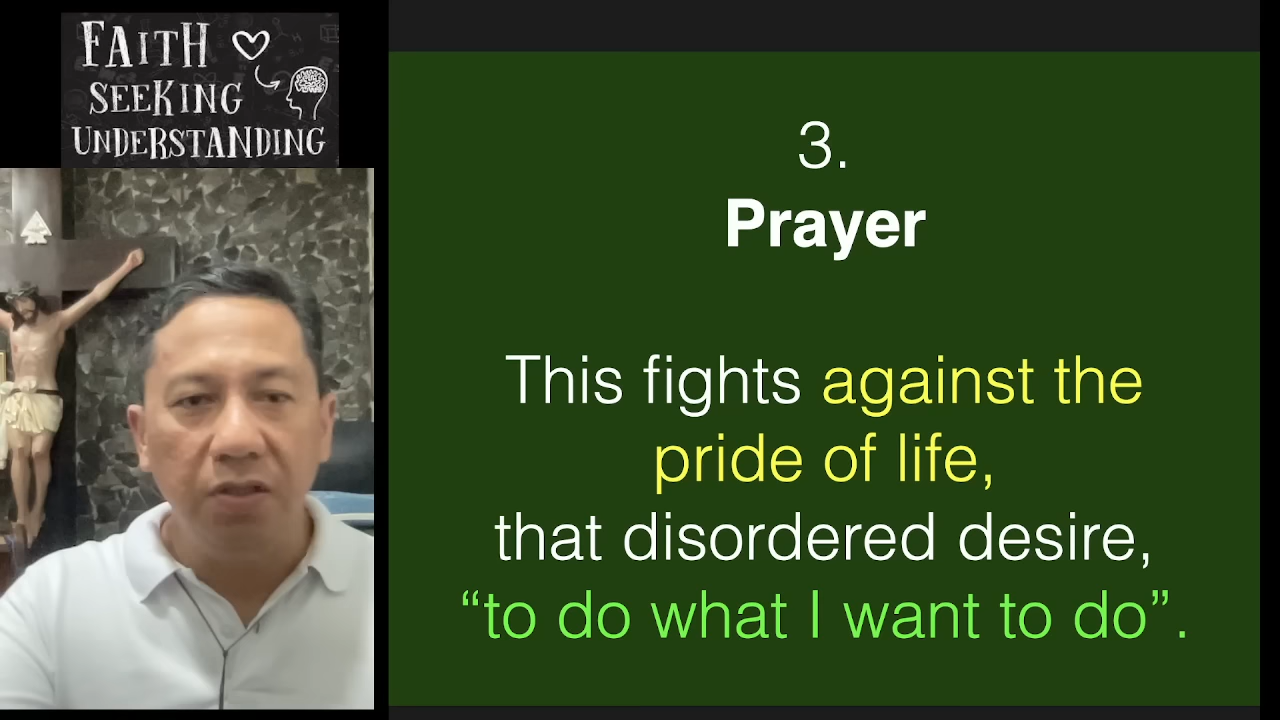 FAITH
SEEKING
UNDERSTANDING
3.
Prayer
This fights against the
pride of life,
that disordered desire,
“to do what I want to do”.